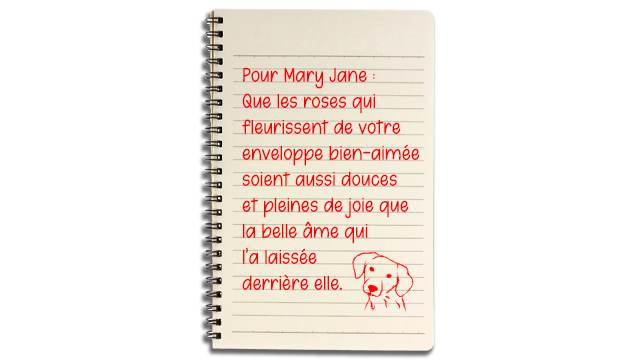 Pour Mary Jane :
Que les roses qui
fleurissent de votre
enveloppe bien-aimée
soient aussi douces
et pleines de joie que
la belle âme qui
l'a laissée
derrière elle.